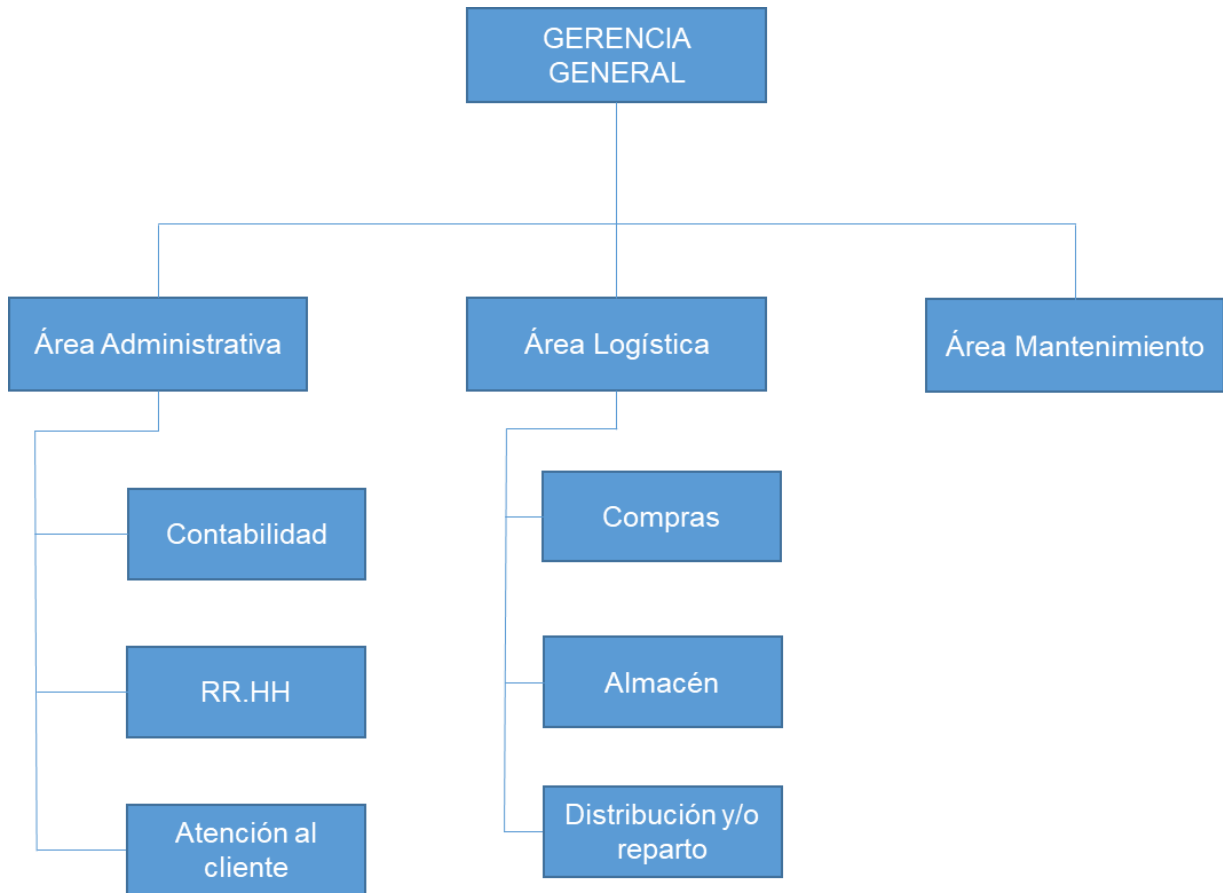 GERENCIA
GENERAL
Área Administrativa
Área Logística
Área Mantenimiento
Contabilidad
RR.HH
Atención al
cliente
Compras
Almacén
Distribución y/o
reparto